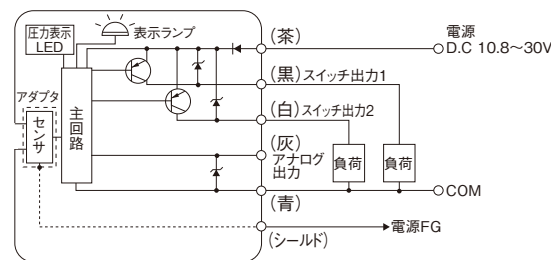 圧力表示
LED
表示ランプ
(茶)
電源
D.C 10.8～30V
(黒)スイッチ出力1
アダプタ
センサ
主回路
(白)スイッチ出力2
(灰)
アナログ
出力
負荷
負荷
(青)
COM
(シールド)
電源FG